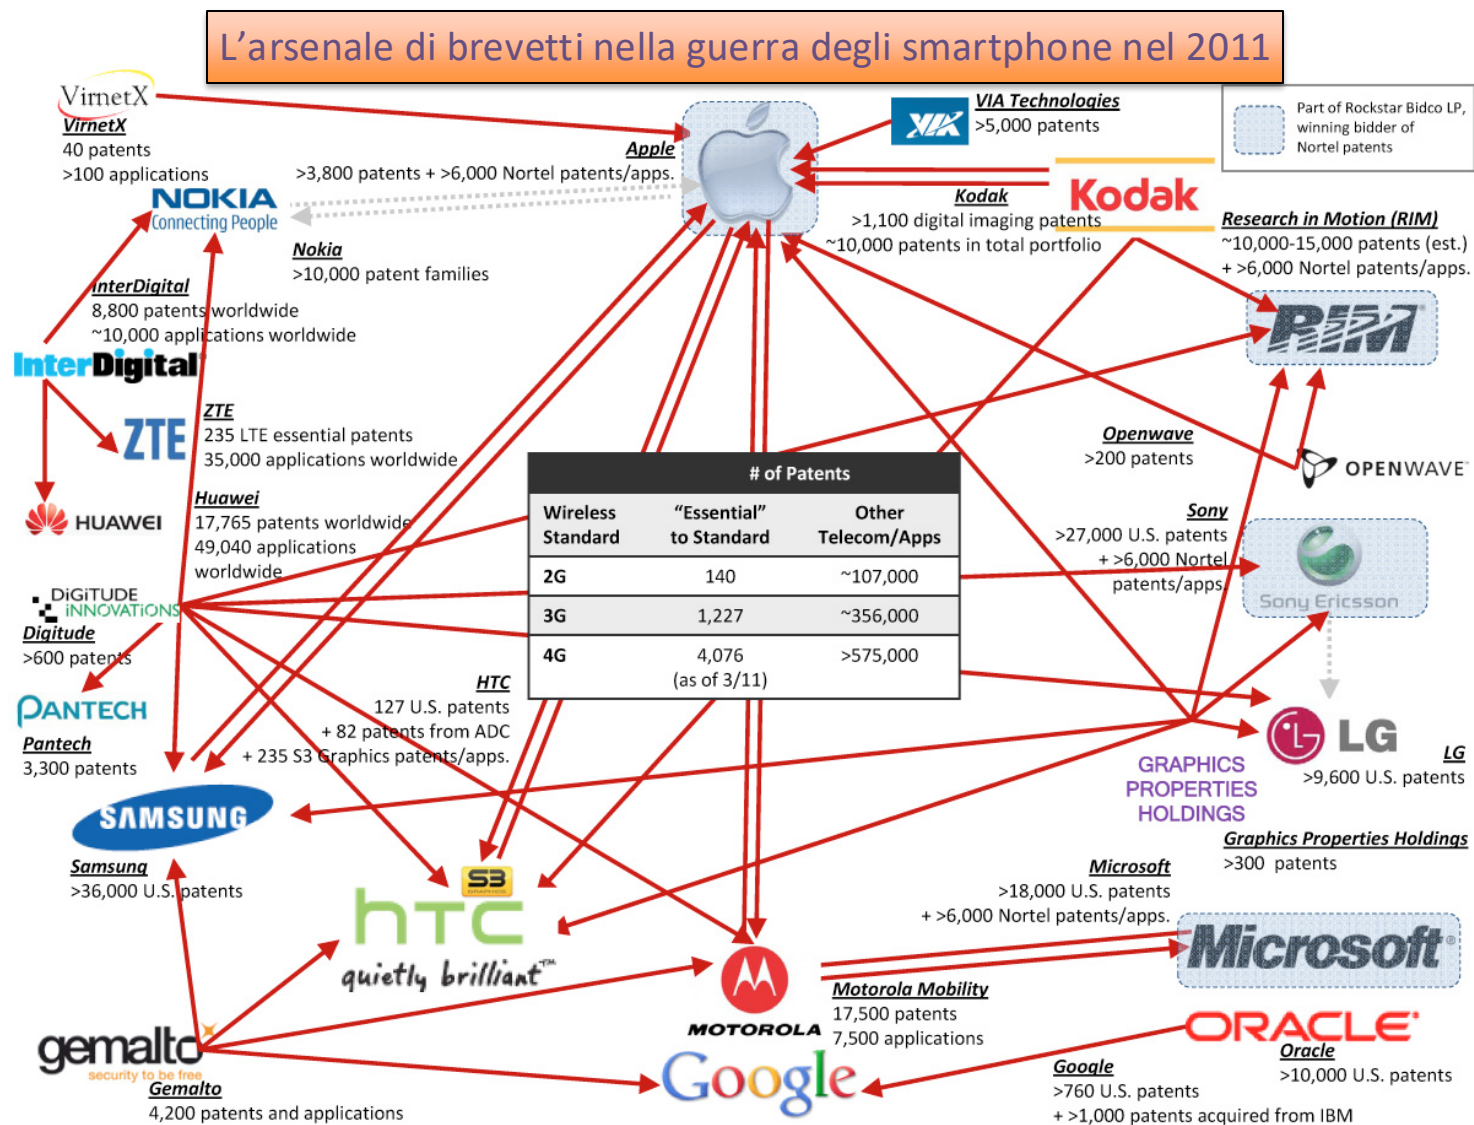 L'arsenale di brevetti nella guerra degli smartphone nel 2011
VirnetX
VirnetX
40 patents
>100 applications
Apple
>3,800 patents + >6,000 Nortel patents/apps.
VIA
VIA Technologies
>5,000 patents
Part of Rockstar Bidco LP,
winning bidder of
Nortel patents
NOKIA
Connecting People
Nokia
>10,000 patent families
Kodak
Kodak
>1,100 digital imaging patents
~10,000 patents in total portfolio
Research in Motion (RIM)
~10,000-15,000 patents (est.)
+ >6,000 Nortel patents/apps.
RIM
InterDigital
8,800 patents worldwide
~10,000 applications worldwide
InterDigital
ZTE
ZTE
235 LTE essential patents
35,000 applications worldwide
Openwave
>200 patents
OPENWAVE
HUAWEI
Huawei
17,765 patents worldwide
49,040 applications
worldwide
# of Patents
Wireless
Standard
"Essential"
to Standard
Other
Telecom/Apps
2G 140 ~107,000
3G 1,227 ~356,000
4G 4,076 >575,000
(as of 3/11)
Sony
>27,000 U.S. patents
+ >6,000 Nortel
patents/apps.
Sony Ericsson
DiGiTUDE
iNNOVATiONS
Digitude
>600 patents
PANTECH
Pantech
3,300 patents
HTC
127 U.S. patents
+ 82 patents from ADC
+ 235 S3 Graphics patents/apps.
LG
LG
LG
>9,600 U.S. patents
GRAPHICS
PROPERTIES
HOLDINGS
Graphics Properties Holdings
>300 patents
SAMSUNG
Samsung
>36,000 U.S. patents
S3
GRAPHICS
hTC
quietly brilliant™
Microsoft
>18,000 U.S. patents
+ >6,000 Nortel patents/apps.
Microsoft®
MOTOROLA
Motorola Mobility
17,500 patents
7,500 applications
gemalto
security to be free
Gemalto
4,200 patents and applications
Google
Google
>760 U.S. patents
+ >1,000 patents acquired from IBM
ORACLE
Oracle
>10,000 U.S. patents